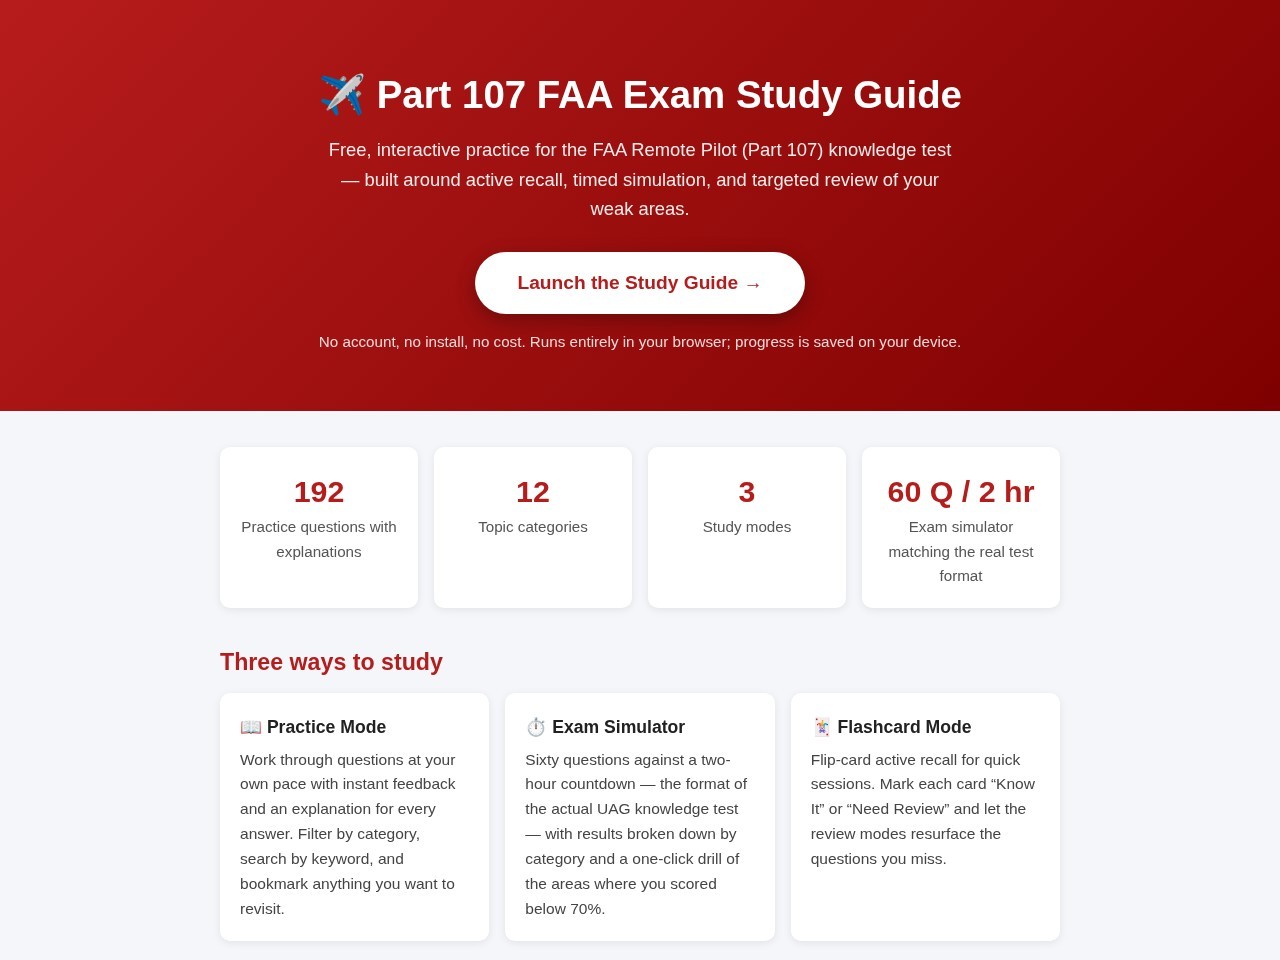 ✈️ Part 107 FAA Exam Study Guide
Free, interactive practice for the FAA Remote Pilot (Part 107) knowledge test
— built around active recall, timed simulation, and targeted review of your
weak areas.
Launch the Study Guide →
No account, no install, no cost. Runs entirely in your browser; progress is saved on your device.
192
Practice questions with
explanations
12
Topic categories
3
Study modes
60 Q / 2 hr
Exam simulator
matching the real test
format
Three ways to study
📖 Practice Mode
Work through questions at your
own pace with instant feedback
and an explanation for every
answer. Filter by category,
search by keyword, and
bookmark anything you want to
revisit.
⏱️ Exam Simulator
Sixty questions against a two-
hour countdown — the format of
the actual UAG knowledge test
— with results broken down by
category and a one-click drill of
the areas where you scored
below 70%.
🃏 Flashcard Mode
Flip-card active recall for quick
sessions. Mark each card “Know
It” or “Need Review” and let the
review modes resurface the
questions you miss.